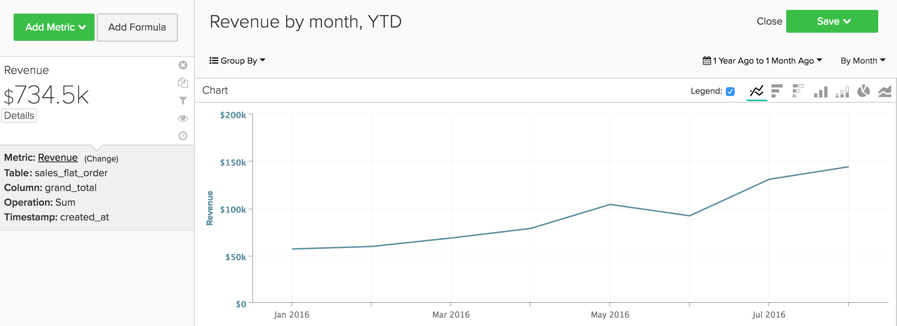 Add Metric
Add Formula
Revenue by month, YTD
Close
Save
Revenue
$734.5k
Details
Group By
1 Year Ago to 1 Month Ago
By Month
Chart
Legend:
Metric: Revenue (Change)
Table: sales_flat_order
Column: grand_total
Operation: Sum
Timestamp: created_at
$200k
$150k
$100k
$50k
$0
Revenue
Jan 2016
Mar 2016
May 2016
Jul 2016